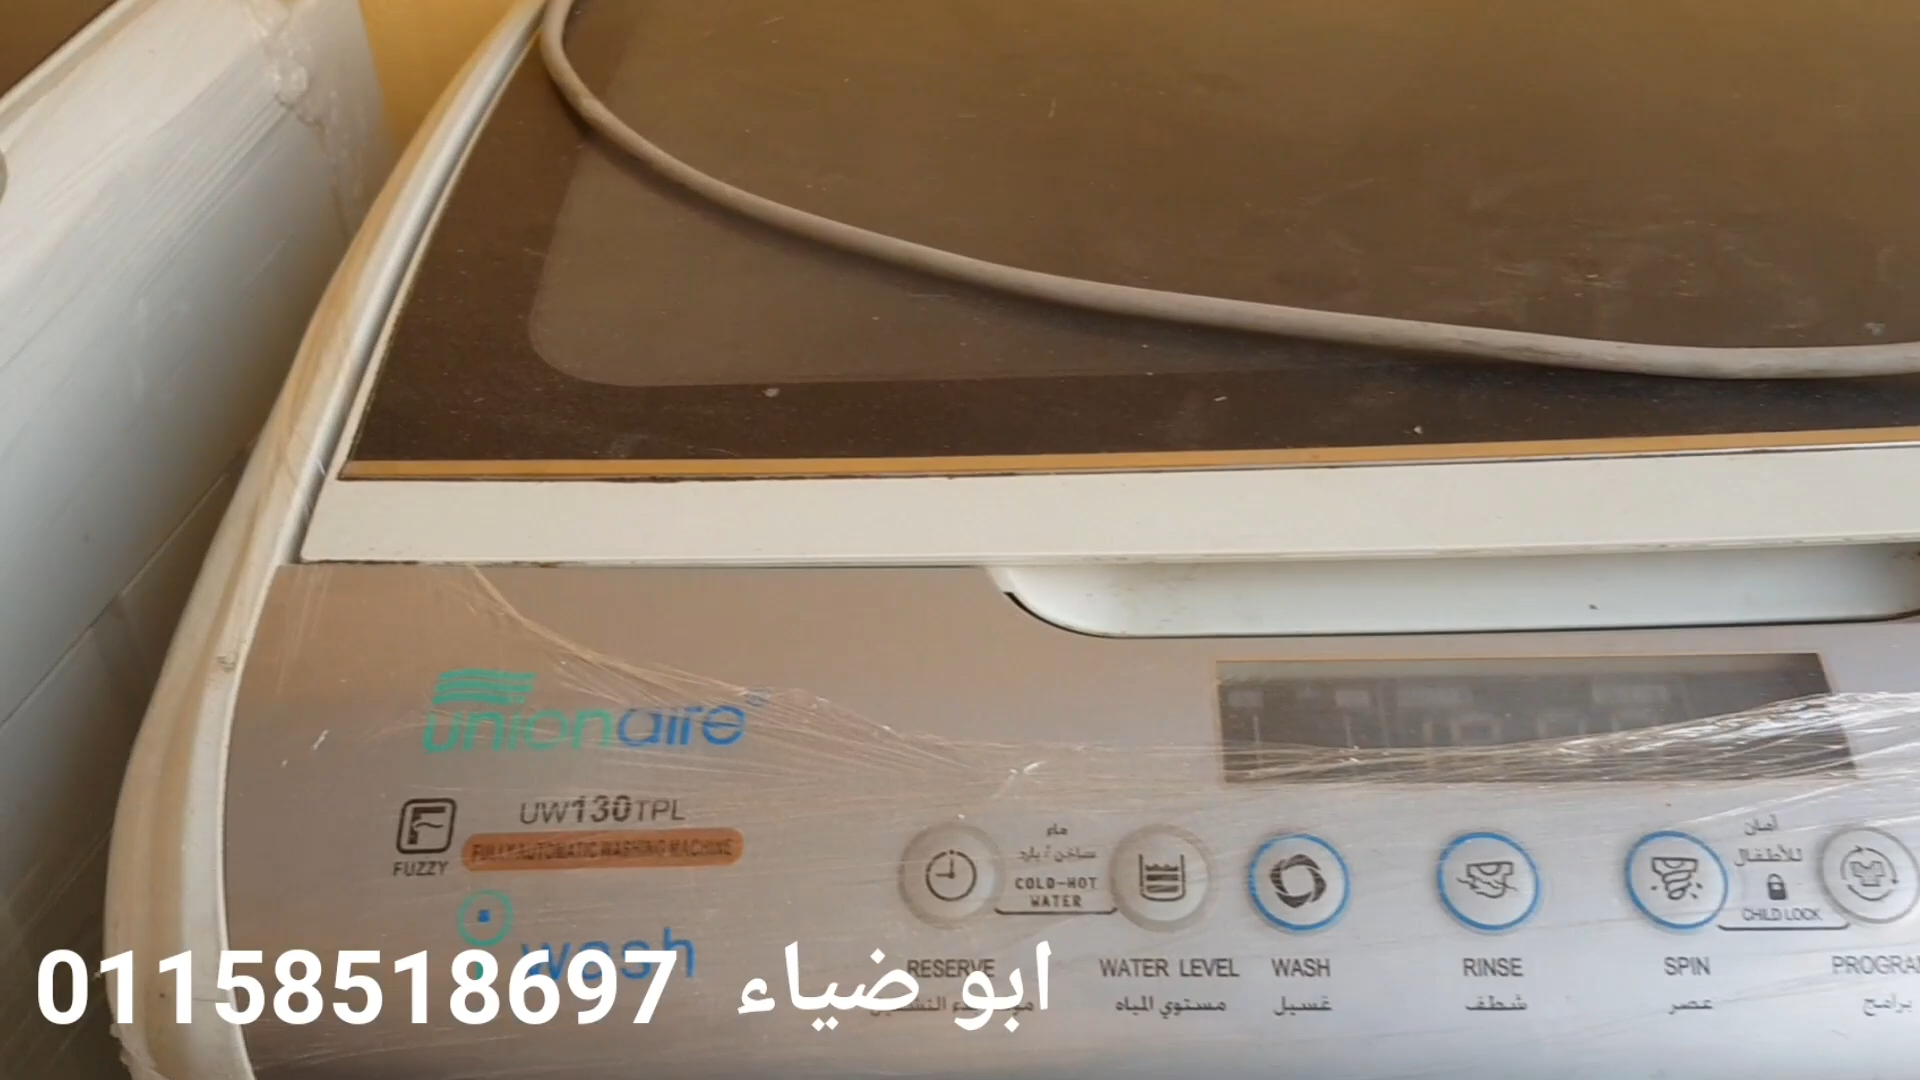 unionaire
UW130TPL
FULLY AUTOMATIC WASHING MACHINE
FUZZY
wash
ماء
ساخن / بارد
COLD-HOT
WATER
أمان
للأطفال
CHILD LOCK
RESERVE
WATER LEVEL
WASH
RINSE
SPIN
مستوي المياه
غسيل
شطف
عصر
برامج
01158518697 ابو ضياء